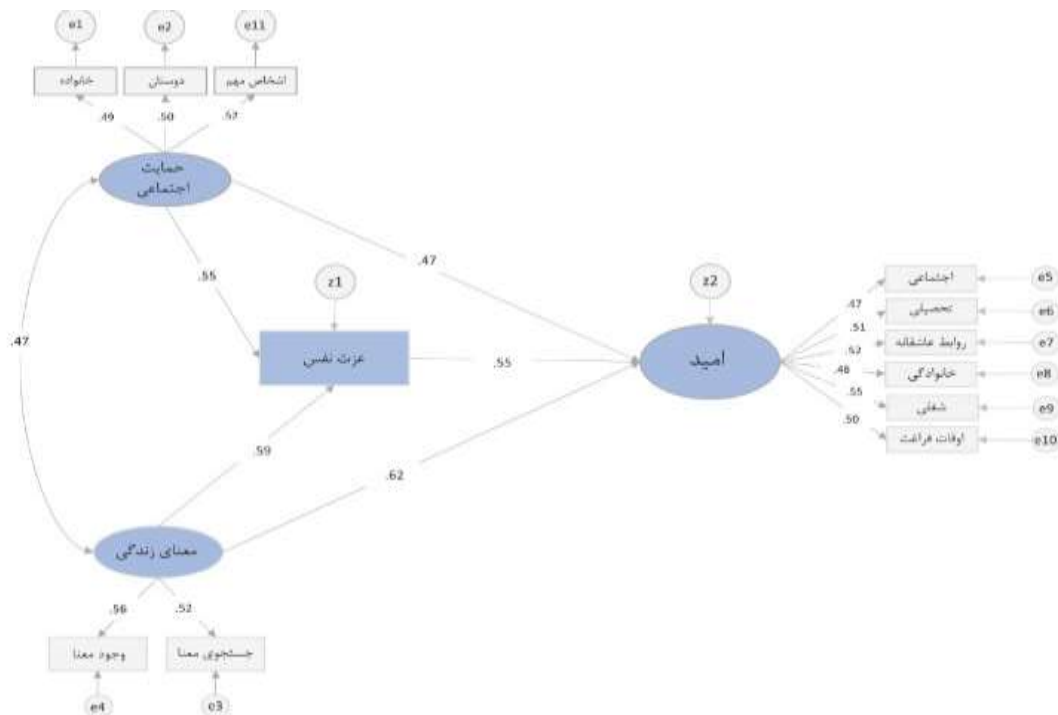 e1
e2
e11
خانواده
دوستان
اشخاص مهم
.49
.50
.52
حمایت
اجتماعی
.47
.55
.47
z1
z2
عزت نفس
.55
امید
.47
.51
.52
.48
.55
.50
اجتماعی
تحصیلی
روابط عاشقانه
خانوادگی
شغلی
اوقات فراغت
e5
e6
e7
e8
e9
e10
.59
.62
معنای زندگی
.56
.52
وجود معنا
جستجوی معنا
e4
e3